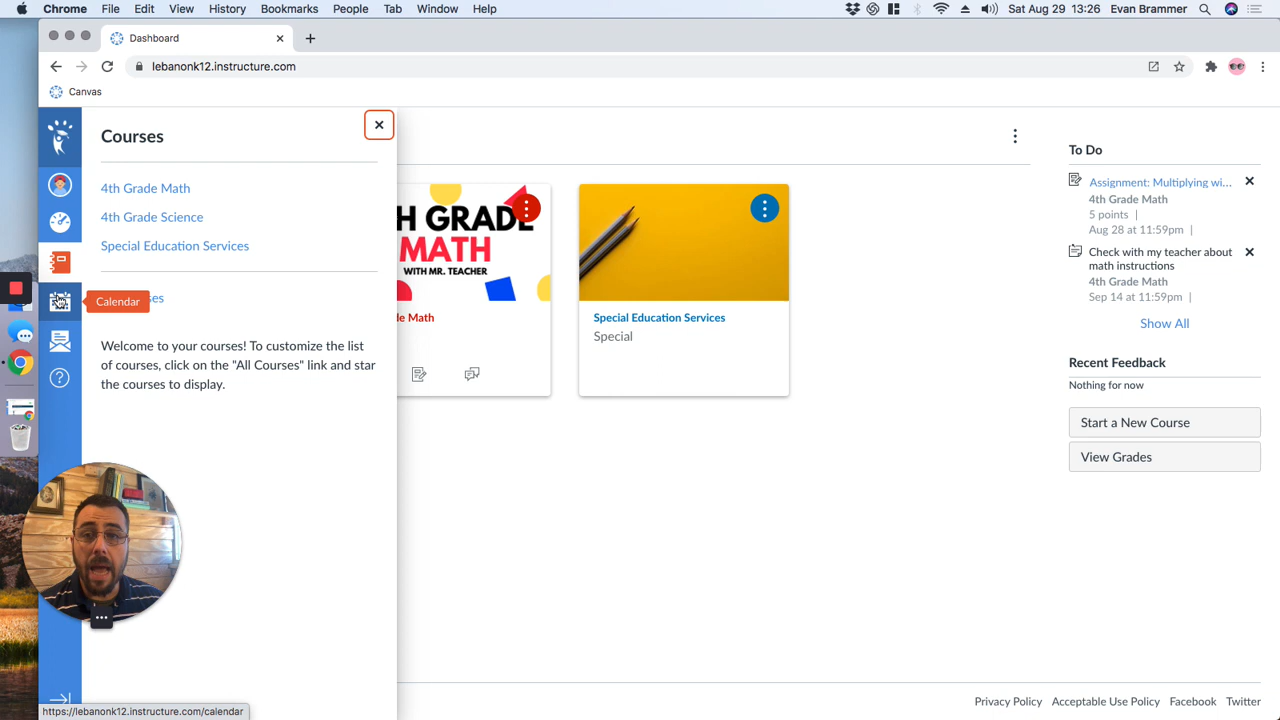 Chrome File Edit View History Bookmarks People Tab Window Help Sat Aug 29 13:26 Evan Brammer
Dashboard
lebanonk12.instructure.com
Canvas
Courses
4th Grade Math
4th Grade Science
Special Education Services
ses
Calendar
Welcome to your courses! To customize the list
of courses, click on the "All Courses" link and star
the courses to display.
H GRADE
MATH
WITH MR. TEACHER
de Math
Special Education Services
Special
To Do
Assignment: Multiplying wi...
4th Grade Math
5 points |
Aug 28 at 11:59pm |
Check with my teacher about
math instructions
4th Grade Math
Sep 14 at 11:59pm |
Show All
Recent Feedback
Nothing for now
Start a New Course
View Grades
https://lebanonk12.instructure.com/calendar
Privacy Policy Acceptable Use Policy Facebook Twitter